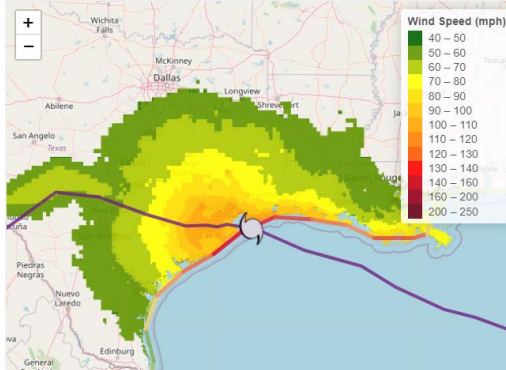 +
−
Wichita
Falls
McKinney
Dallas
Abilene
Longview
Shreveport
San Angelo
Texas
Baton Rouge
Piedras
Negras
Nuevo
Laredo
Edinburg
General
Wind Speed (mph)
40 – 50
50 – 60
60 – 70
70 – 80
80 – 90
90 – 100
100 – 110
110 – 120
120 – 130
130 – 140
140 – 160
160 – 200
200 – 250